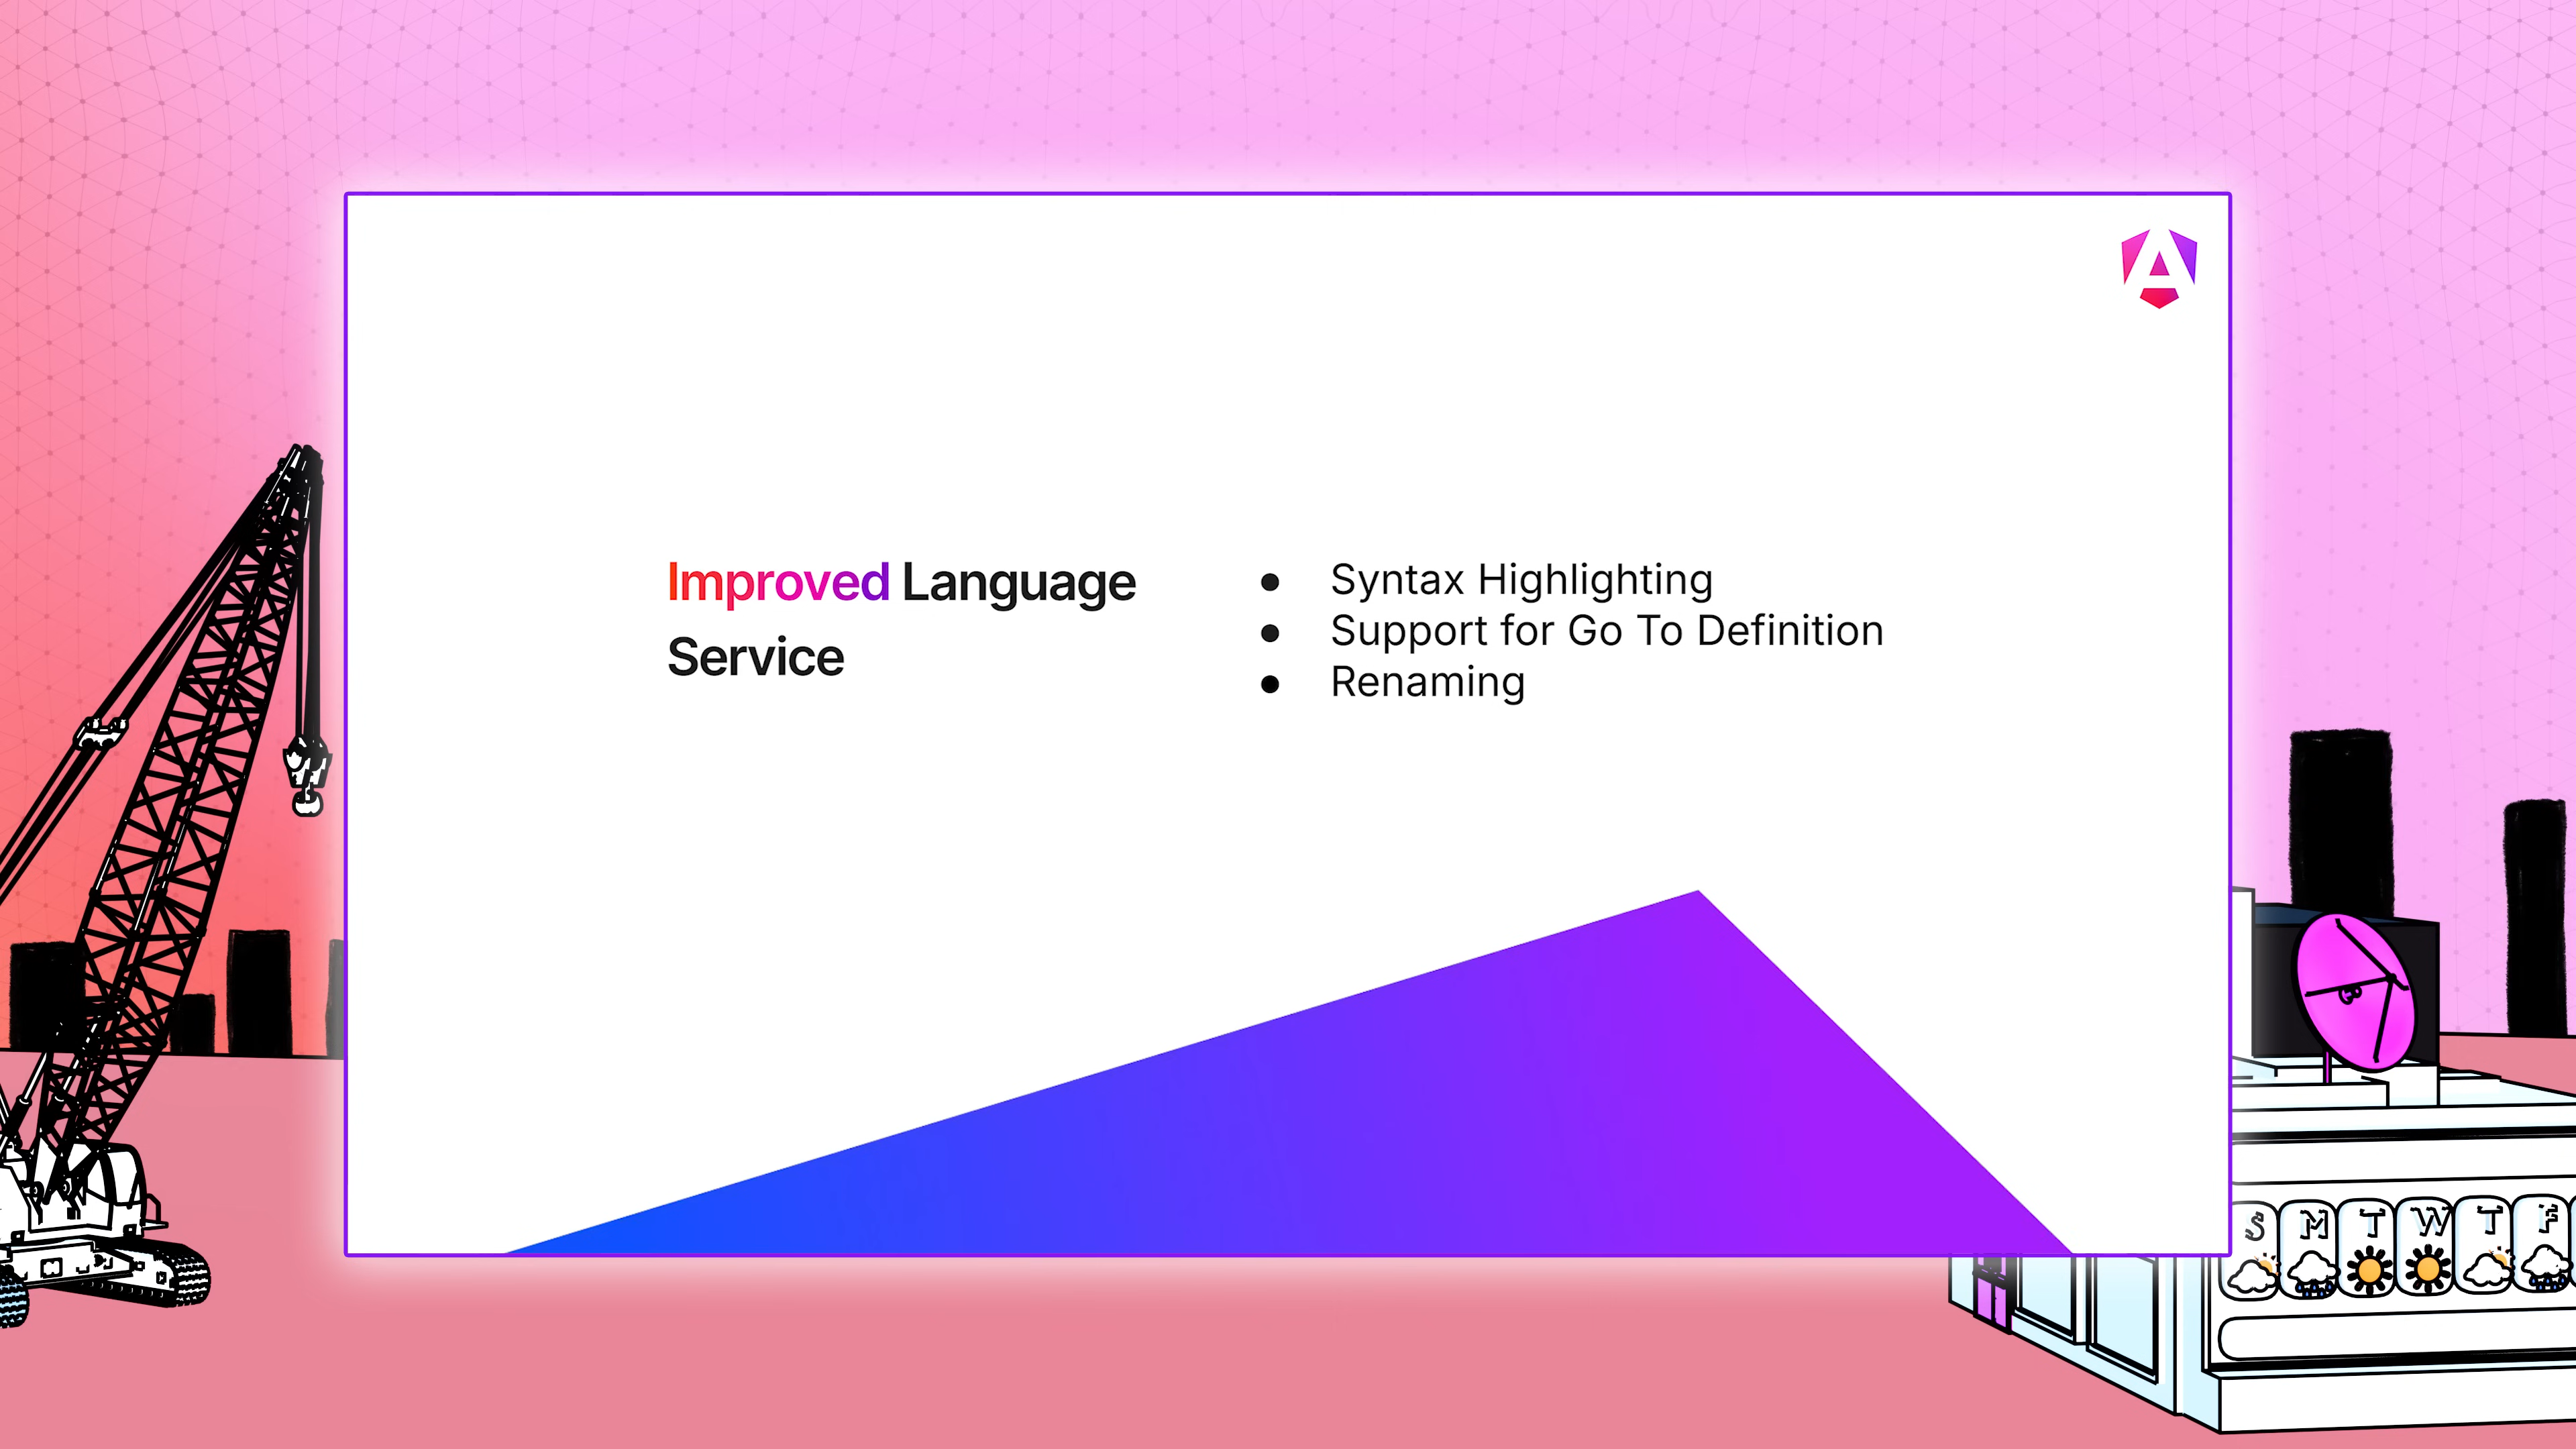 Improved Language
Service
● Syntax Highlighting
● Support for Go To Definition
● Renaming
S M T W T F